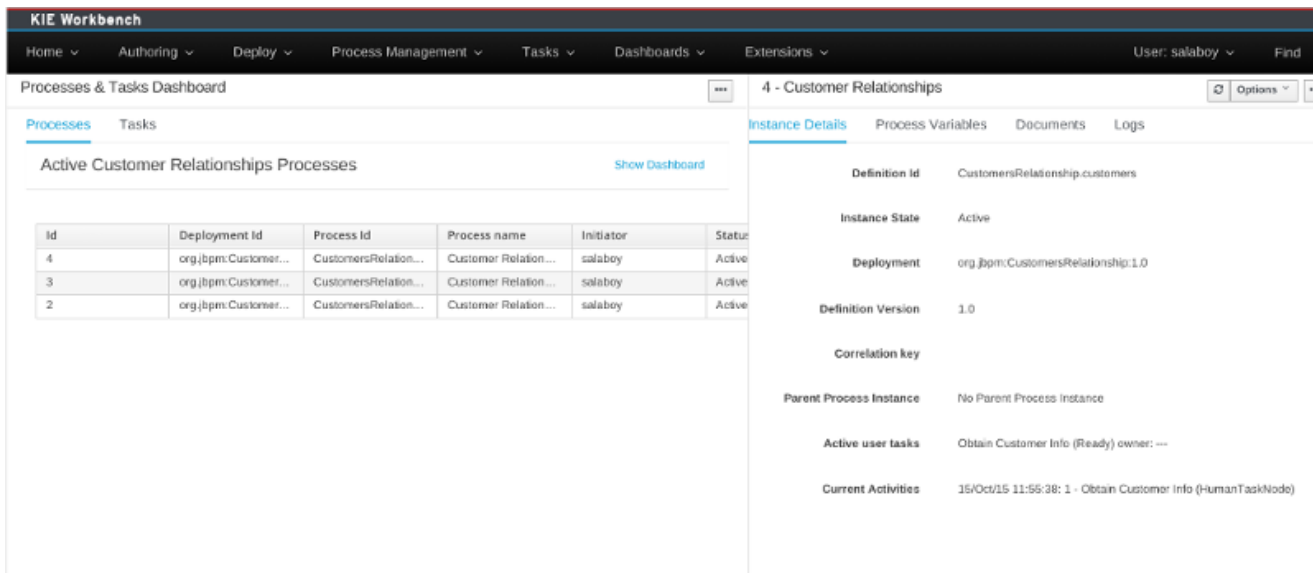 KIE Workbench
Home Authoring Deploy Process Management Tasks Dashboards Extensions User: salaboy Find
Processes & Tasks Dashboard
Processes Tasks
Active Customer Relationships Processes Show Dashboard
Id Deployment Id Process Id Process name Initiator Status
4 org.jbpm:Customer... CustomersRelation... Customer Relation... salaboy Active
3 org.jbpm:Customer... CustomersRelation... Customer Relation... salaboy Active
2 org.jbpm:Customer... CustomersRelation... Customer Relation... salaboy Active
4 - Customer Relationships Options
Instance Details Process Variables Documents Logs
Definition Id CustomersRelationship.customers
Instance State Active
Deployment org.jbpm:CustomersRelationship:1.0
Definition Version 1.0
Correlation key
Parent Process Instance No Parent Process Instance
Active user tasks Obtain Customer Info (Ready) owner: ---
Current Activities 15/Oct/15 11:55:38: 1 - Obtain Customer Info (HumanTaskNode)